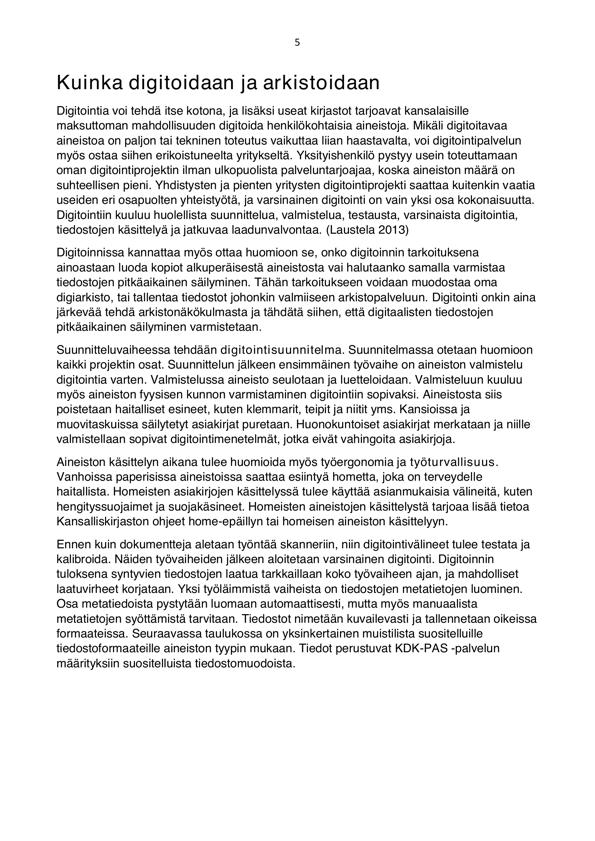 5
Kuinka digitoidaan ja arkistoidaan
Digitointia voi tehdä itse kotona, ja lisäksi useat kirjastot tarjoavat kansalaisille
maksuttoman mahdollisuuden digitoida henkilökohtaisia aineistoja. Mikäli digitoitavaa
aineistoa on paljon tai tekninen toteutus vaikuttaa liian haastavalta, voi digitointipalvelun
myös ostaa siihen erikoistuneelta yritykseltä. Yksityishenkilö pystyy usein toteuttamaan
oman digitointiprojektin ilman ulkopuolista palveluntarjoajaa, koska aineiston määrä on
suhteellisen pieni. Yhdistysten ja pienten yritysten digitointiprojekti saattaa kuitenkin vaatia
useiden eri osapuolten yhteistyötä, ja varsinainen digitointi on vain yksi osa kokonaisuutta.
Digitointiin kuuluu huolellista suunnittelua, valmistelua, testausta, varsinaista digitointia,
tiedostojen käsittelyä ja jatkuvaa laadunvalvontaa. (Laustela 2013)
Digitoinnissa kannattaa myös ottaa huomioon se, onko digitoinnin tarkoituksena
ainoastaan luoda kopiot alkuperäisestä aineistosta vai halutaanko samalla varmistaa
tiedostojen pitkäaikainen säilyminen. Tähän tarkoitukseen voidaan muodostaa oma
digiarkisto, tai tallentaa tiedostot johonkin valmiiseen arkistopalveluun. Digitointi onkin aina
järkevää tehdä arkistonäkökulmasta ja tähdätä siihen, että digitaalisten tiedostojen
pitkäaikainen säilyminen varmistetaan.
Suunnitteluvaiheessa tehdään digitointisuunnitelma. Suunnitelmassa otetaan huomioon
kaikki projektin osat. Suunnittelun jälkeen ensimmäinen työvaihe on aineiston valmistelu
digitointia varten. Valmistelussa aineisto seulotaan ja luetteloidaan. Valmisteluun kuuluu
myös aineiston fyysisen kunnon varmistaminen digitointiin sopivaksi. Aineistosta siis
poistetaan haitalliset esineet, kuten klemmarit, teipit ja niitit yms. Kansioissa ja
muovitaskuissa säilytetyt asiakirjat puretaan. Huonokuntoiset asiakirjat merkataan ja niille
valmistellaan sopivat digitointimenetelmät, jotka eivät vahingoita asiakirjoja.
Aineiston käsittelyn aikana tulee huomioida myös työergonomia ja työturvallisuus.
Vanhoissa paperisissa aineistoissa saattaa esiintyä hometta, joka on terveydelle
haitallista. Homeisten asiakirjojen käsittelyssä tulee käyttää asianmukaisia välineitä, kuten
hengityssuojaimet ja suojakäsineet. Homeisten aineistojen käsittelystä tarjoaa lisää tietoa
Kansalliskirjaston ohjeet home-epäillyn tai homeisen aineiston käsittelyyn.
Ennen kuin dokumentteja aletaan työntää skanneriin, niin digitointivälineet tulee testata ja
kalibroida. Näiden työvaiheiden jälkeen aloitetaan varsinainen digitointi. Digitoinnin
tuloksena syntyvien tiedostojen laatua tarkkaillaan koko työvaiheen ajan, ja mahdolliset
laatuvirheet korjataan. Yksi työläimmistä vaiheista on tiedostojen metatietojen luominen.
Osa metatiedoista pystytään luomaan automaattisesti, mutta myös manuaalista
metatietojen syöttämistä tarvitaan. Tiedostot nimetään kuvailevasti ja tallennetaan oikeissa
formaateissa. Seuraavassa taulukossa on yksinkertainen muistilista suositelluille
tiedostoformaateille aineiston tyypin mukaan. Tiedot perustuvat KDK-PAS -palvelun
määrityksiin suositelluista tiedostomuodoista.